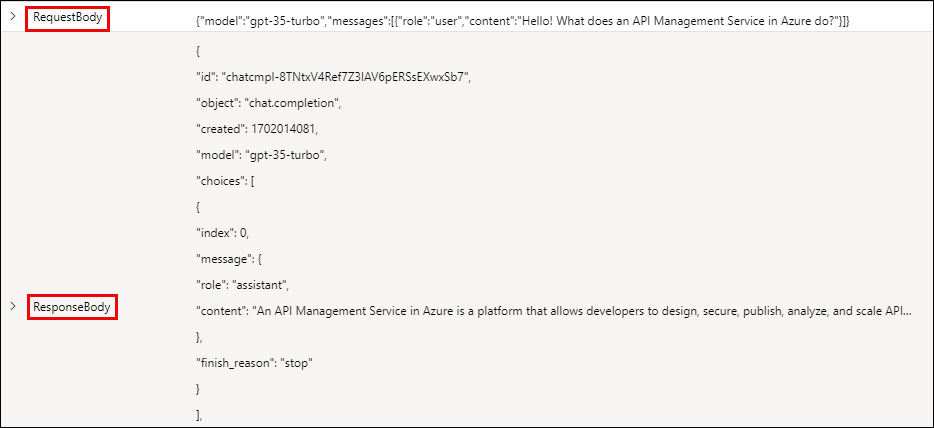 RequestBody {"model":"gpt-35-turbo","messages":[{"role":"user","content":"Hello! What does an API Management Service in Azure do?"}]}
{
"id": "chatcmpl-8TNtxV4Ref7Z3IAV6pERSsEXwxSb7",
"object": "chat.completion",
"created": 1702014081,
"model": "gpt-35-turbo",
"choices": [
{
"index": 0,
"message": {
"role": "assistant",
ResponseBody "content": "An API Management Service in Azure is a platform that allows developers to design, secure, publish, analyze, and scale API...
},
"finish_reason": "stop"
}
],